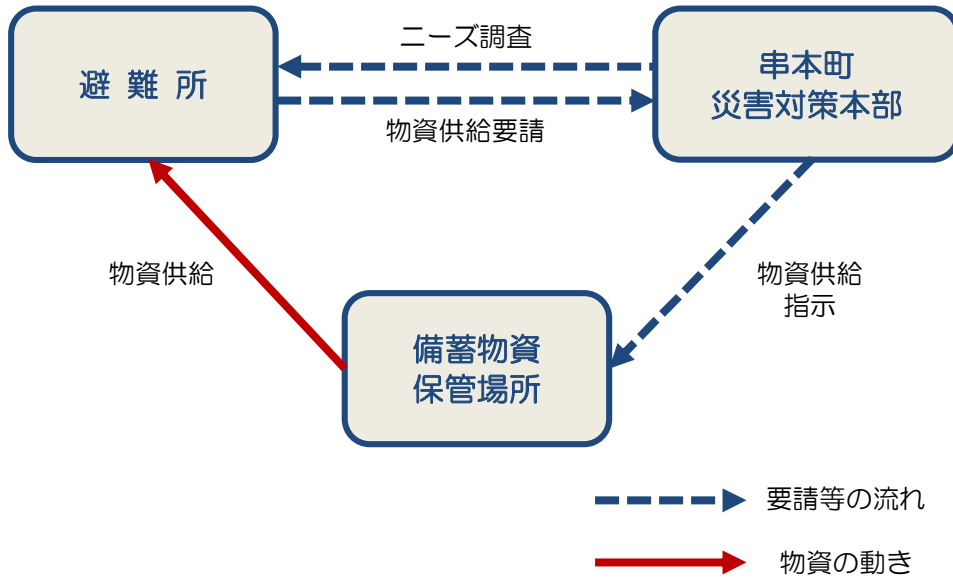 ニーズ調査
避難所
串本町
災害対策本部
物資供給要請
物資供給
物資供給
指示
備蓄物資
保管場所
要請等の流れ
物資の動き